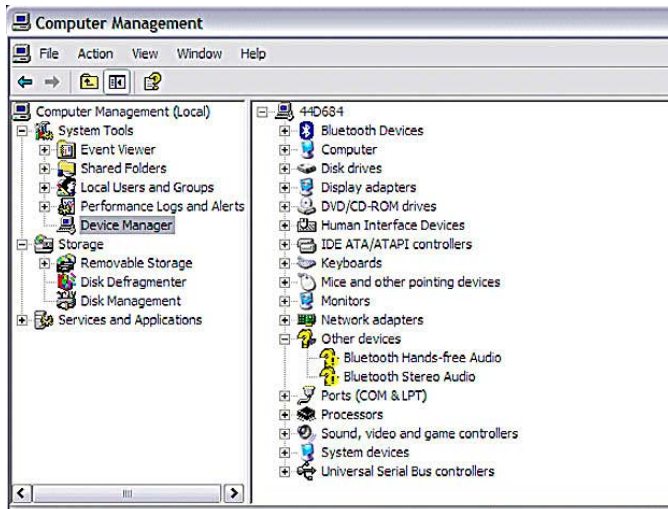 Computer Management
File Action View Window Help
Computer Management (Local)
System Tools
Event Viewer
Shared Folders
Local Users and Groups
Performance Logs and Alerts
Device Manager
Storage
Removable Storage
Disk Defragmenter
Disk Management
Services and Applications
44D684
Bluetooth Devices
Computer
Disk drives
Display adapters
DVD/CD-ROM drives
Human Interface Devices
IDE ATA/ATAPI controllers
Keyboards
Mice and other pointing devices
Monitors
Network adapters
Other devices
Bluetooth Hands-free Audio
Bluetooth Stereo Audio
Ports (COM & LPT)
Processors
Sound, video and game controllers
System devices
Universal Serial Bus controllers